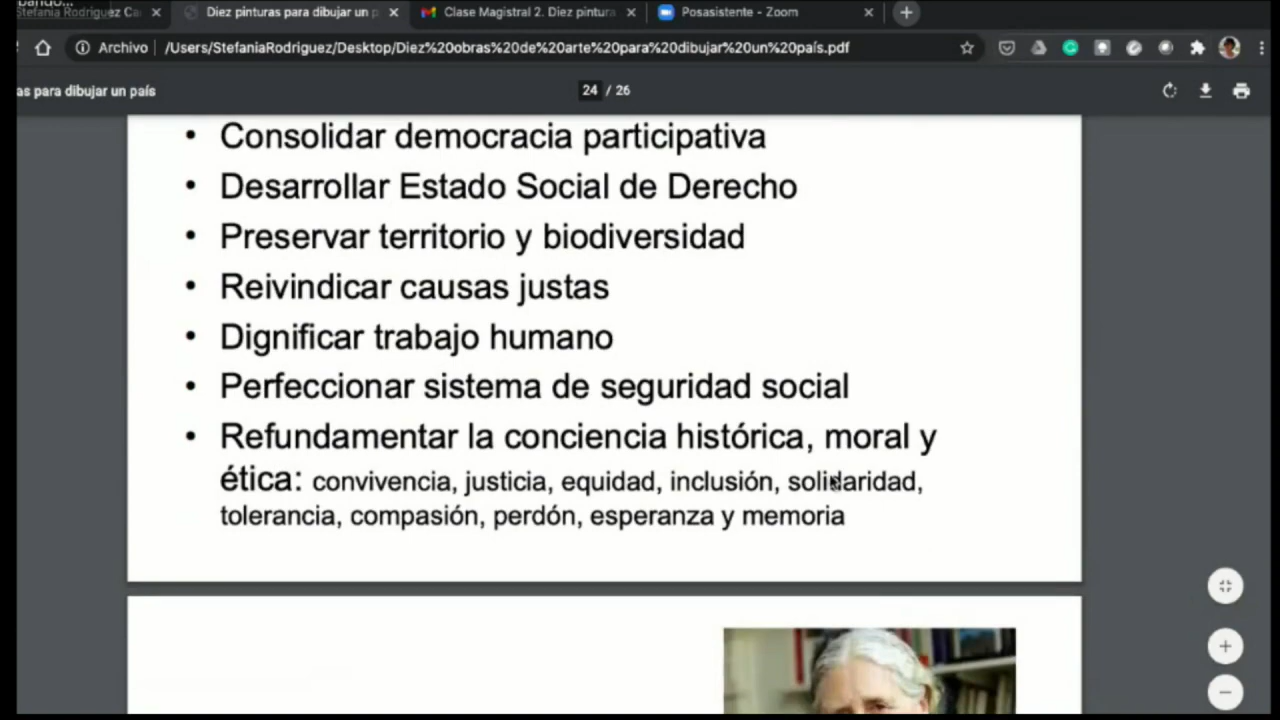 Stefania Rodriguez Ca
Diez pinturas para dibujar un p
Clase Magistral 2. Diez pintura
Posasistente - Zoom
Archivo /Users/StefaniaRodriguez/Desktop/Diez%20obras%20de%20arte%20para%20dibujar%20un%20país.pdf
as para dibujar un país
24 / 26
• Consolidar democracia participativa
• Desarrollar Estado Social de Derecho
• Preservar territorio y biodiversidad
• Reivindicar causas justas
• Dignificar trabajo humano
• Perfeccionar sistema de seguridad social
• Refundamentar la conciencia histórica, moral y
ética: convivencia, justicia, equidad, inclusión, solidaridad,
tolerancia, compasión, perdón, esperanza y memoria